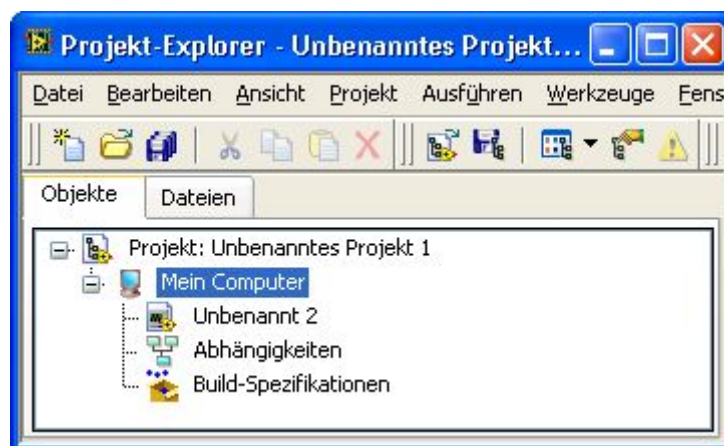 Projekt-Explorer - Unbenanntes Projekt...
Datei Bearbeiten Ansicht Projekt Ausführen Werkzeuge Fens
Objekte Dateien
Projekt: Unbenanntes Projekt 1
Mein Computer
Unbenannt 2
Abhängigkeiten
Build-Spezifikationen